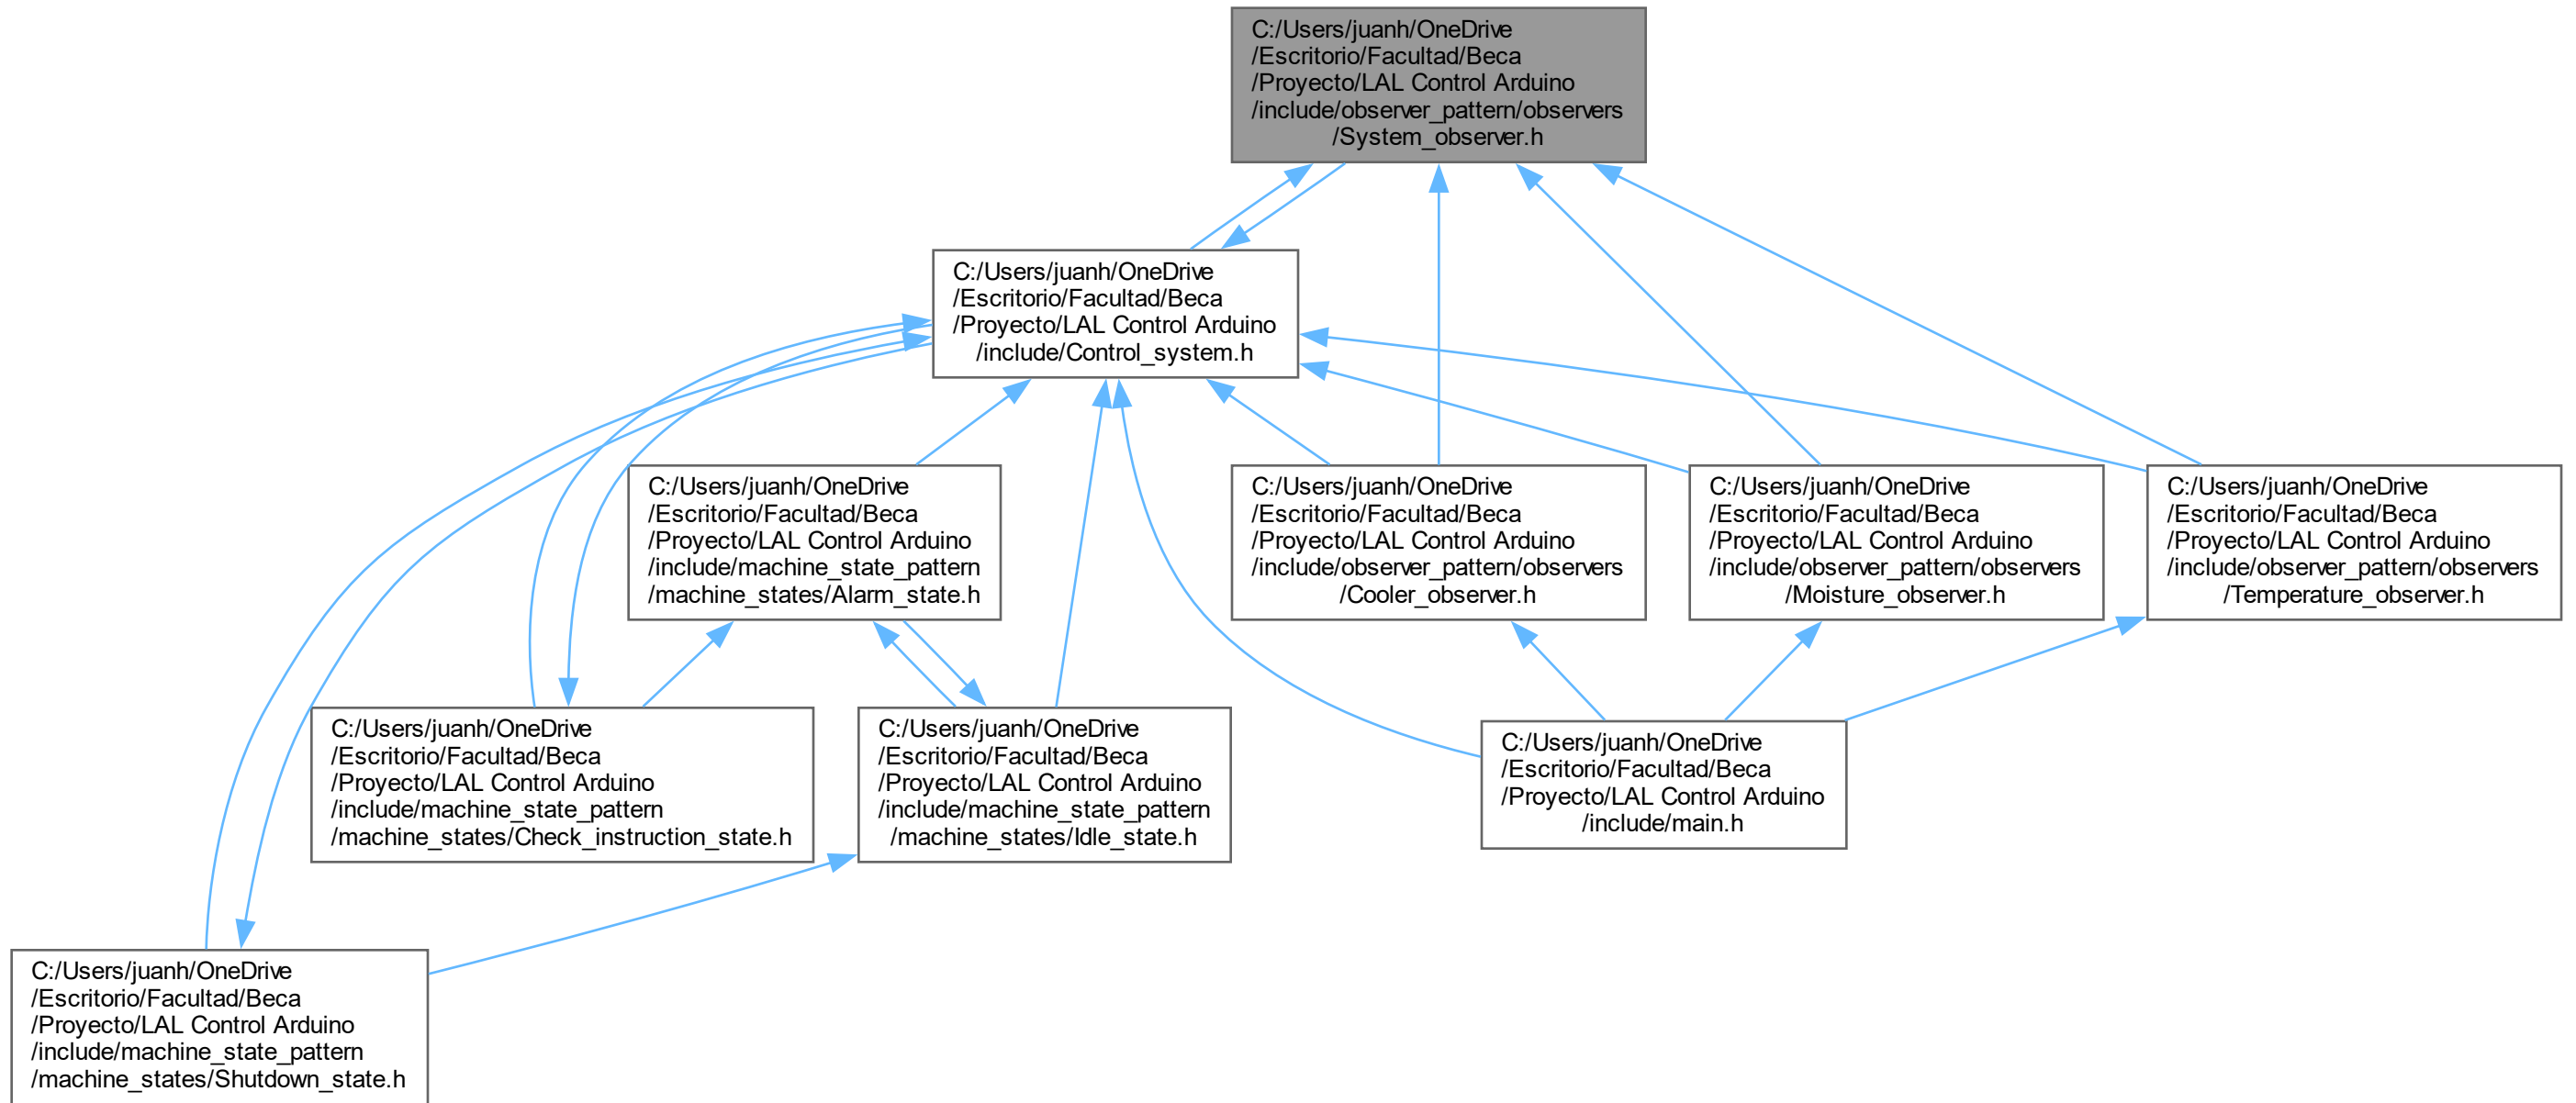 C:/Users/juanh/OneDrive
/Escritorio/Facultad/Beca
/Proyecto/LAL Control Arduino
/include/observer_pattern/observers
/System_observer.h
C:/Users/juanh/OneDrive
/Escritorio/Facultad/Beca
/Proyecto/LAL Control Arduino
/include/Control_system.h
C:/Users/juanh/OneDrive
/Escritorio/Facultad/Beca
/Proyecto/LAL Control Arduino
/include/machine_state_pattern
/machine_states/Alarm_state.h
C:/Users/juanh/OneDrive
/Escritorio/Facultad/Beca
/Proyecto/LAL Control Arduino
/include/observer_pattern/observers
/Cooler_observer.h
C:/Users/juanh/OneDrive
/Escritorio/Facultad/Beca
/Proyecto/LAL Control Arduino
/include/observer_pattern/observers
/Moisture_observer.h
C:/Users/juanh/OneDrive
/Escritorio/Facultad/Beca
/Proyecto/LAL Control Arduino
/include/observer_pattern/observers
/Temperature_observer.h
C:/Users/juanh/OneDrive
/Escritorio/Facultad/Beca
/Proyecto/LAL Control Arduino
/include/machine_state_pattern
/machine_states/Check_instruction_state.h
C:/Users/juanh/OneDrive
/Escritorio/Facultad/Beca
/Proyecto/LAL Control Arduino
/include/machine_state_pattern
/machine_states/Idle_state.h
C:/Users/juanh/OneDrive
/Escritorio/Facultad/Beca
/Proyecto/LAL Control Arduino
/include/main.h
C:/Users/juanh/OneDrive
/Escritorio/Facultad/Beca
/Proyecto/LAL Control Arduino
/include/machine_state_pattern
/machine_states/Shutdown_state.h